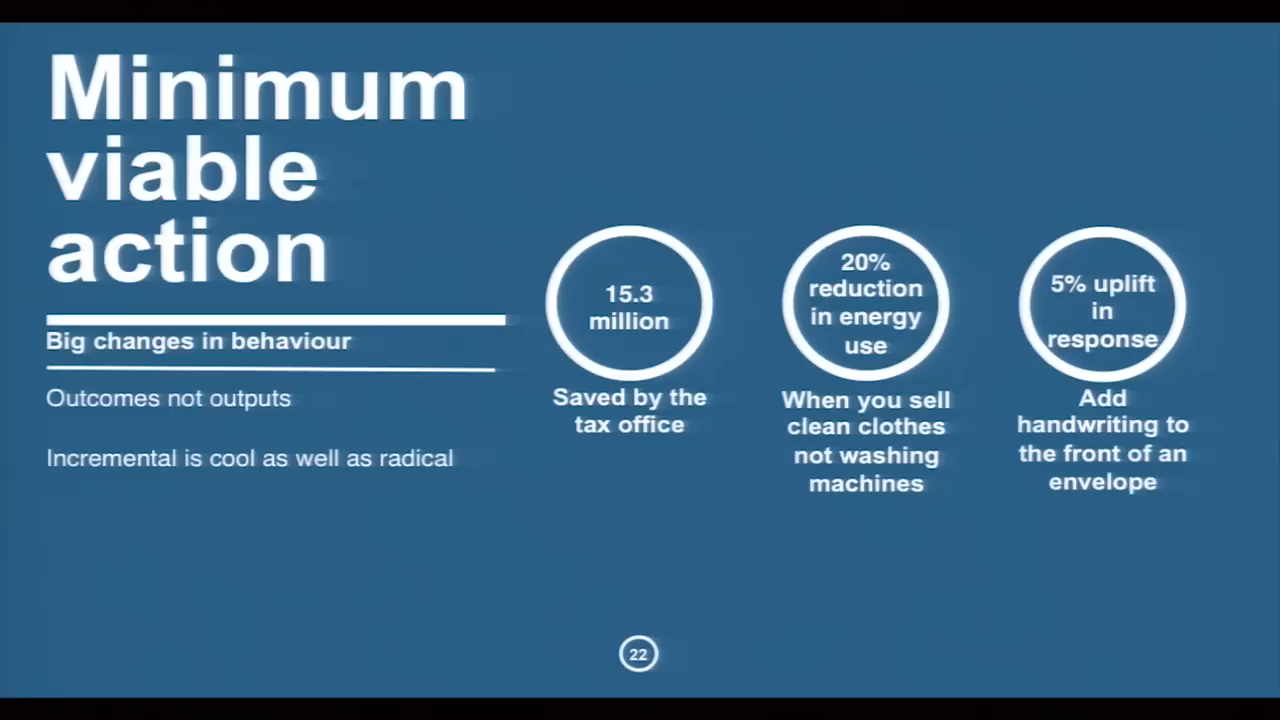 Minimum
viable
action
Big changes in behaviour
Outcomes not outputs
Incremental is cool as well as radical
15.3
million
Saved by the
tax office
20%
reduction
in energy
use
When you sell
clean clothes
not washing
machines
5% uplift
in
response
Add
handwriting to
the front of an
envelope
22